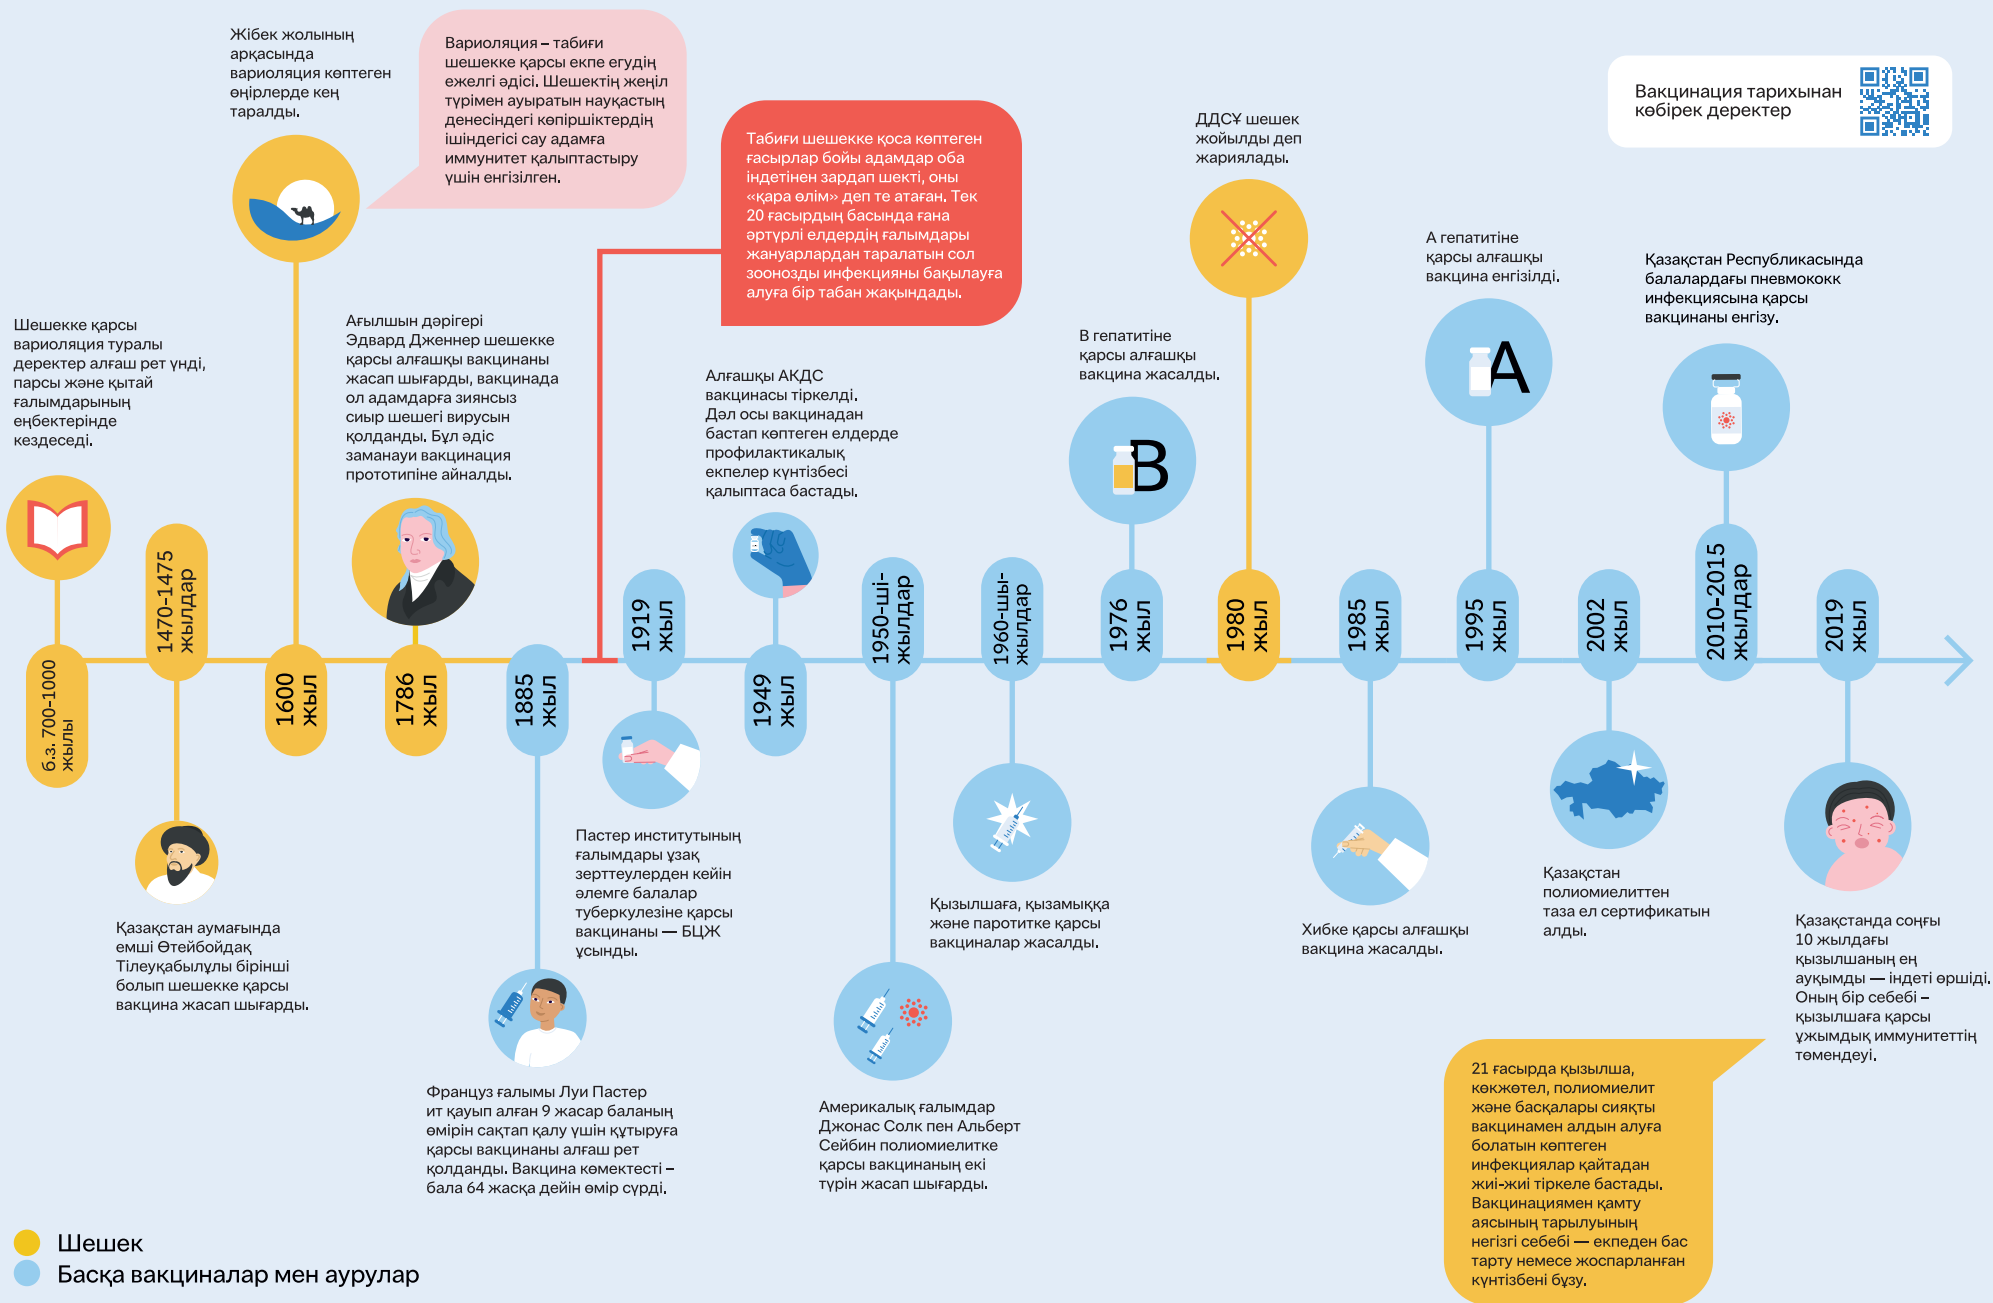 Жібек жолының
арқасында
вариоляция көптеген
өңірлерде кең
таралды.
Вариоляция – табиғи
шешекке қарсы екпе егудің
ежелгі әдісі. Шешектің жеңіл
түрімен ауыратын науқастың
денесіндегі көпіршіктердің
ішіндегісі сау адамға
иммунитет қалыптастыру
үшін енгізілген.
Табиғи шешекке қоса көптеген
ғасырлар бойы адамдар оба
індетінен зардап шекті, оны
«қара өлім» деп те атаған. Тек
20 ғасырдың басында ғана
әртүрлі елдердің ғалымдары
жануарлардан таралатын сол
зоонозды инфекцияны бақылауға
алуға бір табан жақындады.
ДДСҰ шешек
жойылды деп
жариялады.
Вакцинация тарихынан
көбірек деректер
А гепатитіне
қарсы алғашқы
вакцина енгізілді.
Қазақстан Республикасында
балалардағы пневмококк
инфекциясына қарсы
вакцинаны енгізу.
Шешекке қарсы
вариоляция туралы
деректер алғаш рет үнді,
парсы және қытай
ғалымдарының
еңбектерінде
кездеседі.
Ағылшын дәрігері
Эдвард Дженнер шешекке
қарсы алғашқы вакцинаны
жасап шығарды, вакцинада
ол адамдарға зиянсыз
сиыр шешегі вирусын
қолданды. Бұл әдіс
заманауи вакцинация
прототипіне айналды.
Алғашқы АКДС
вакцинасы тіркелді.
Дәл осы вакцинадан
бастап көптеген елдерде
профилактикалық
екпелер күнтізбесі
қалыптаса бастады.
В гепатитіне
қарсы алғашқы
вакцина жасалды.
B
A
б.з. 700-1000
жылы
1470-1475
жылдар
1600
жыл
1786
жыл
1885
жыл
1919
жыл
1949
жыл
1950-ші-
жылдар
1960-шы-
жылдар
1976
жыл
1980
жыл
1985
жыл
1995
жыл
2002
жыл
2010-2015
жылдар
2019
жыл
Қазақстан аумағында
емші Өтейбойдақ
Тілеуқабылұлы бірінші
болып шешекке қарсы
вакцина жасап шығарды.
Француз ғалымы Луи Пастер
ит қауып алған 9 жасар баланың
өмірін сақтап қалу үшін құтыруға
қарсы вакцинаны алғаш рет
қолданды. Вакцина көмектесті –
бала 64 жасқа дейін өмір сүрді.
Пастер институтының
ғалымдары ұзақ
зерттеулерден кейін
әлемге балалар
туберкулезіне қарсы
вакцинаны — БЦЖ
ұсынды.
Америкалық ғалымдар
Джонас Солк пен Альберт
Сейбин полиомиелитке
қарсы вакцинаның екі
түрін жасап шығарды.
Қызылшаға, қызамыққа
және паротитке қарсы
вакциналар жасалды.
Хибке қарсы алғашқы
вакцина жасалды.
Қазақстан
полиомиелиттен
таза ел сертификатын
алды.
Қазақстанда соңғы
10 жылдағы
қызылшаның ең
ауқымды — індеті өршіді.
Оның бір себебі –
қызылшаға қарсы
ұжымдық иммунитеттің
төмендеуі.
21 ғасырда қызылша,
көкжөтел, полиомиелит
және басқалары сияқты
вакцинамен алдын алуға
болатын көптеген
инфекциялар қайтадан
жиі-жиі тіркеле бастады.
Вакцинациямен қамту
аясының тарылуының
негізгі себебі — екпеден бас
тарту немесе жоспарланған
күнтізбені бұзу.
Шешек
Басқа вакциналар мен аурулар